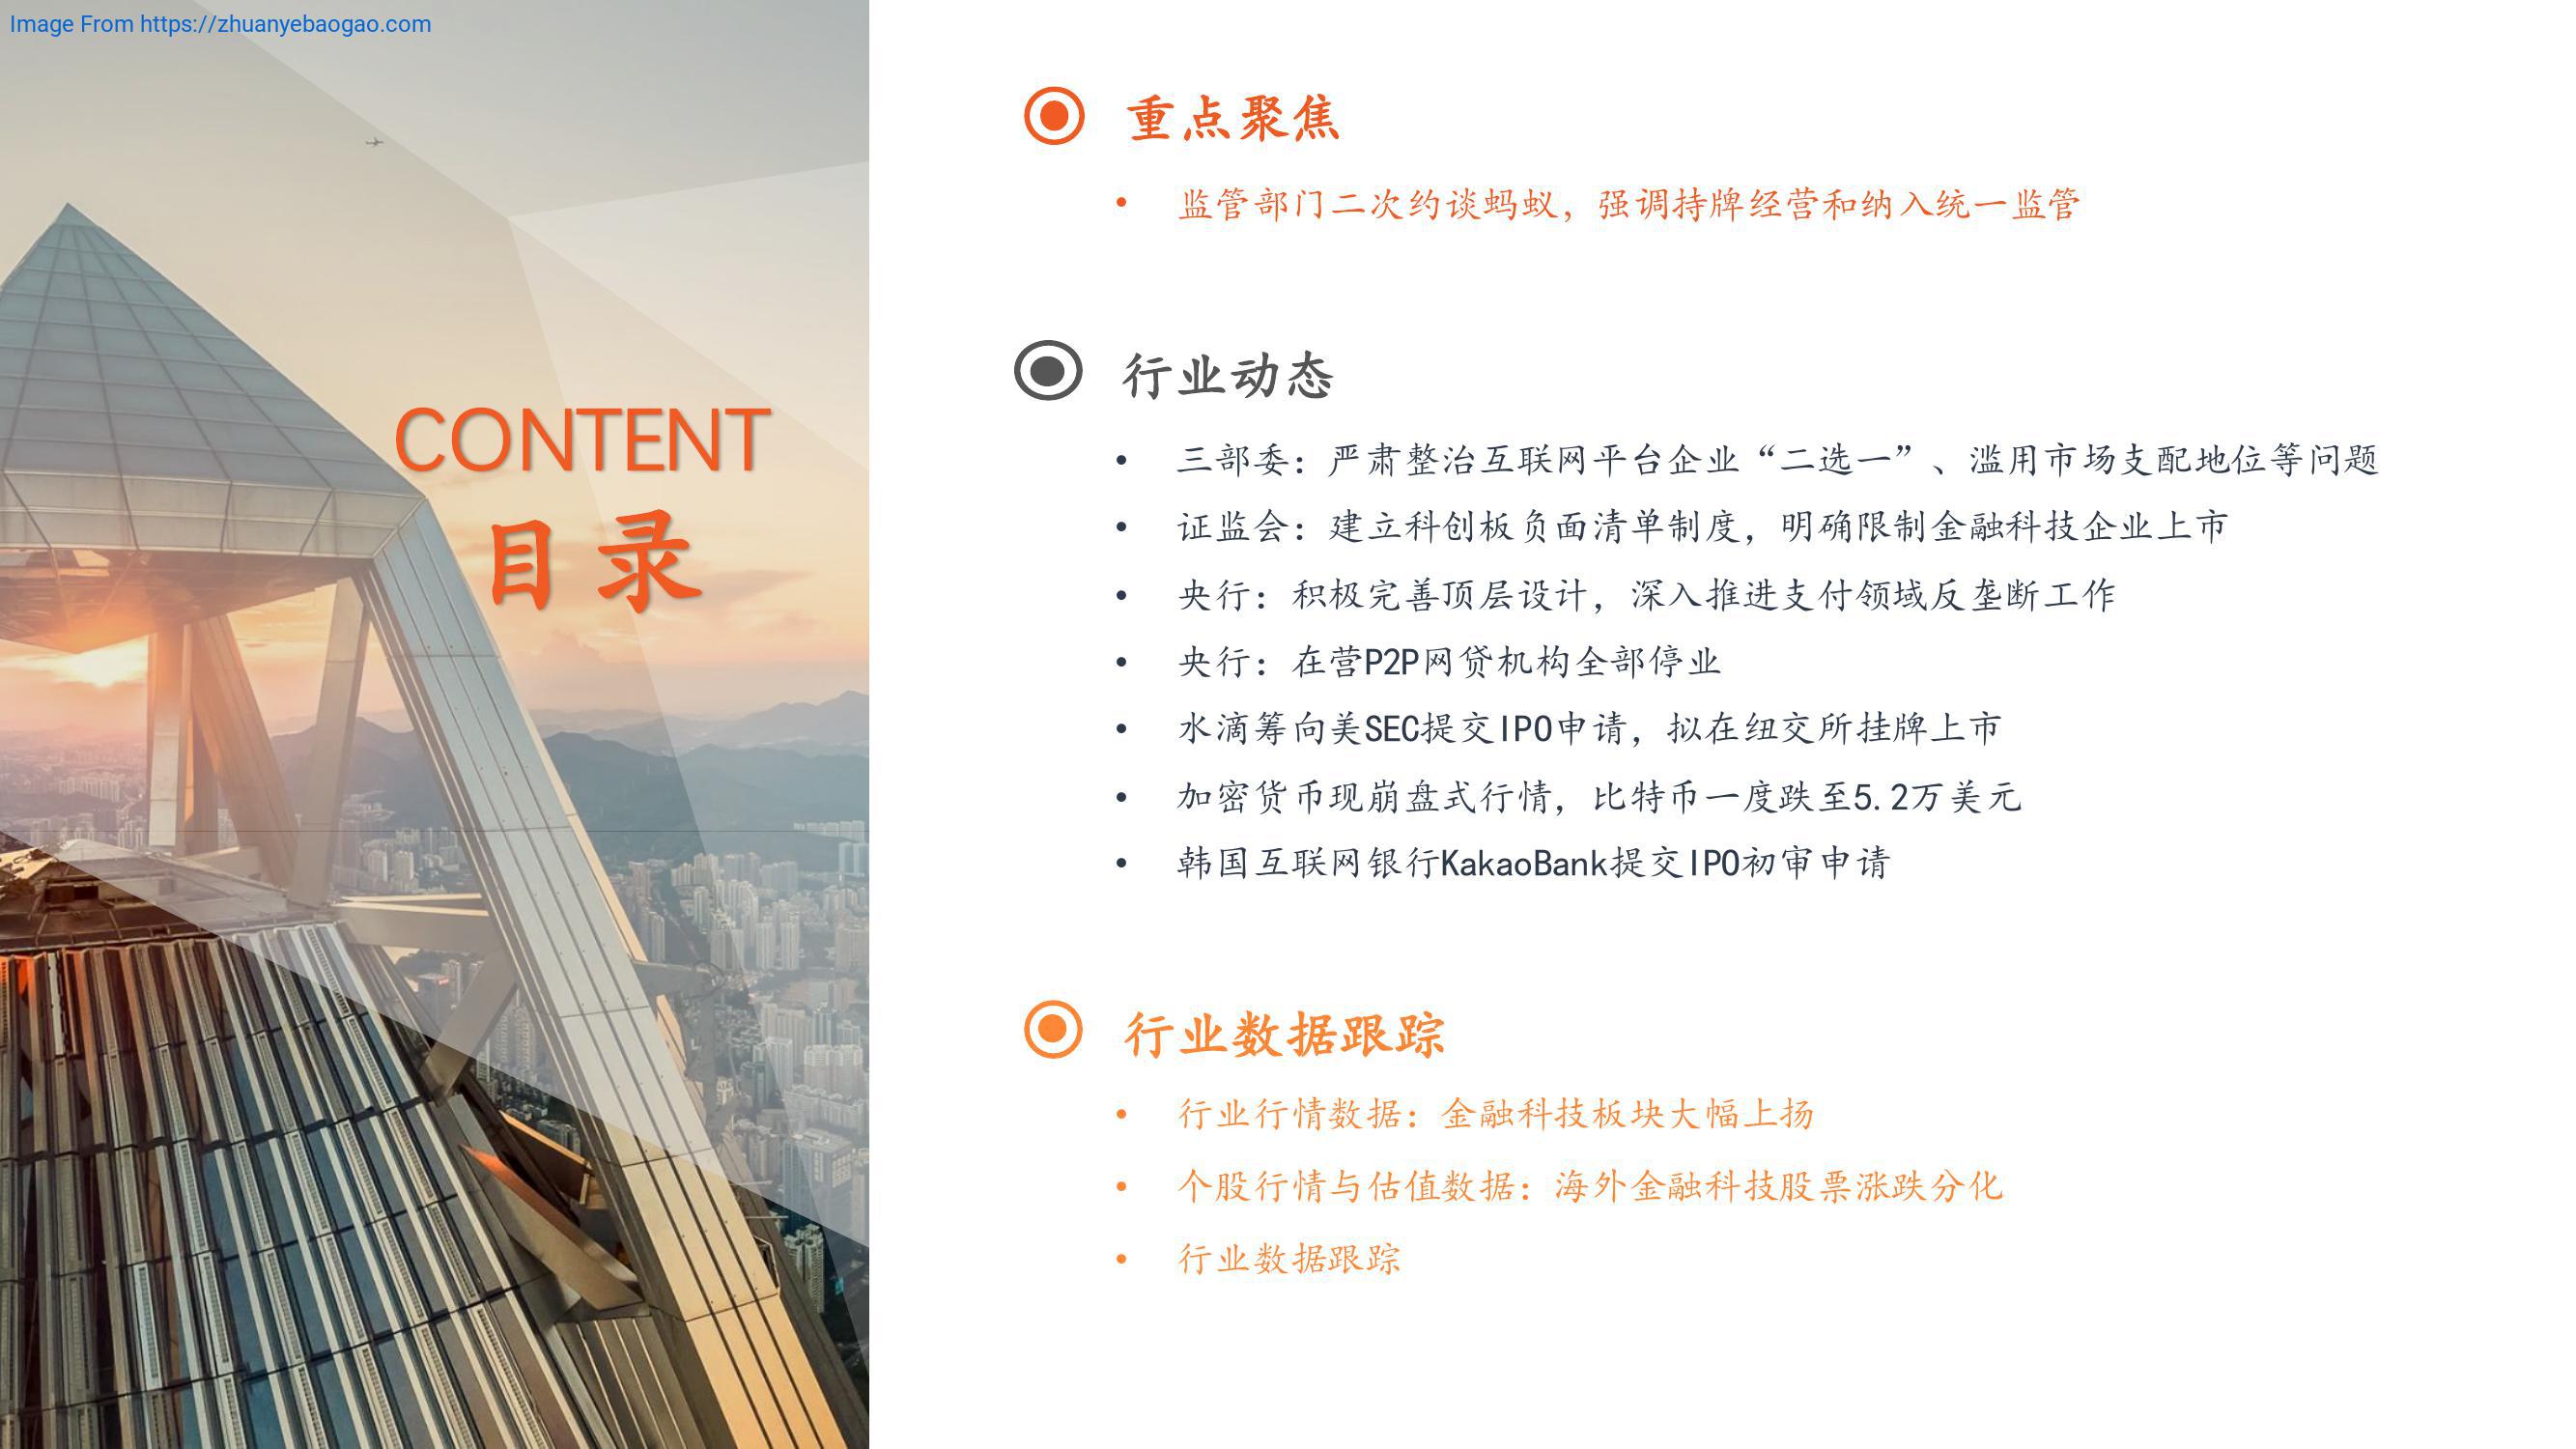 Image From https://zhuanyebaogao.com
CONTENT
目录
重点聚焦
• 监管部门二次约谈蚂蚁，强调持牌经营和纳入统一监管
行业动态
• 三部委：严肃整治互联网平台企业“二选一”、滥用市场支配地位等问题
• 证监会：建立科创板负面清单制度，明确限制金融科技企业上市
• 央行：积极完善顶层设计，深入推进支付领域反垄断工作
• 央行：在营P2P网贷机构全部停业
• 水滴筹向美SEC提交IPO申请，拟在纽交所挂牌上市
• 加密货币现崩盘式行情，比特币一度跌至5.2万美元
• 韩国互联网银行KakaoBank提交IPO初审申请
行业数据跟踪
• 行业行情数据：金融科技板块大幅上扬
• 个股行情与估值数据：海外金融科技股票涨跌分化
• 行业数据跟踪